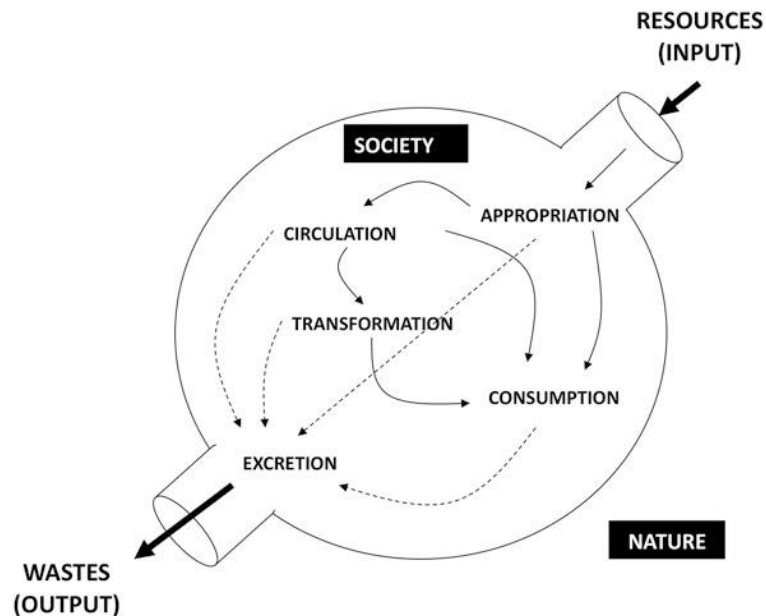 RESOURCES
(INPUT)
SOCIETY
APPROPRIATION
CIRCULATION
TRANSFORMATION
CONSUMPTION
EXCRETION
NATURE
WASTES
(OUTPUT)